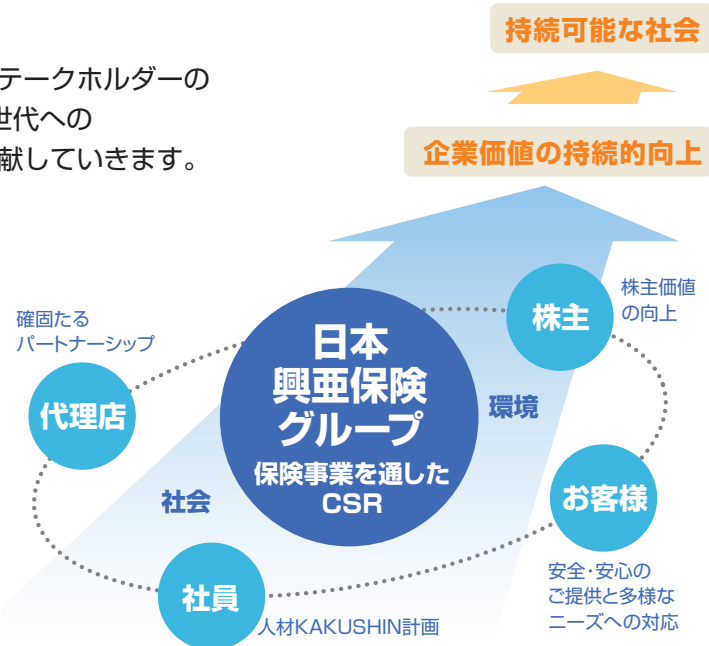 持続可能な社会
テークホルダーの
世代への
献していきます。
企業価値の持続的向上
株主価値
の向上
株主
確固たる
パートナーシップ
代理店
日本
興亜保険
グループ
保険事業を通した
CSR
環境
社会
お客様
安全・安心の
ご提供と多様な
ニーズへの対応
社員
人材KAKUSHIN計画